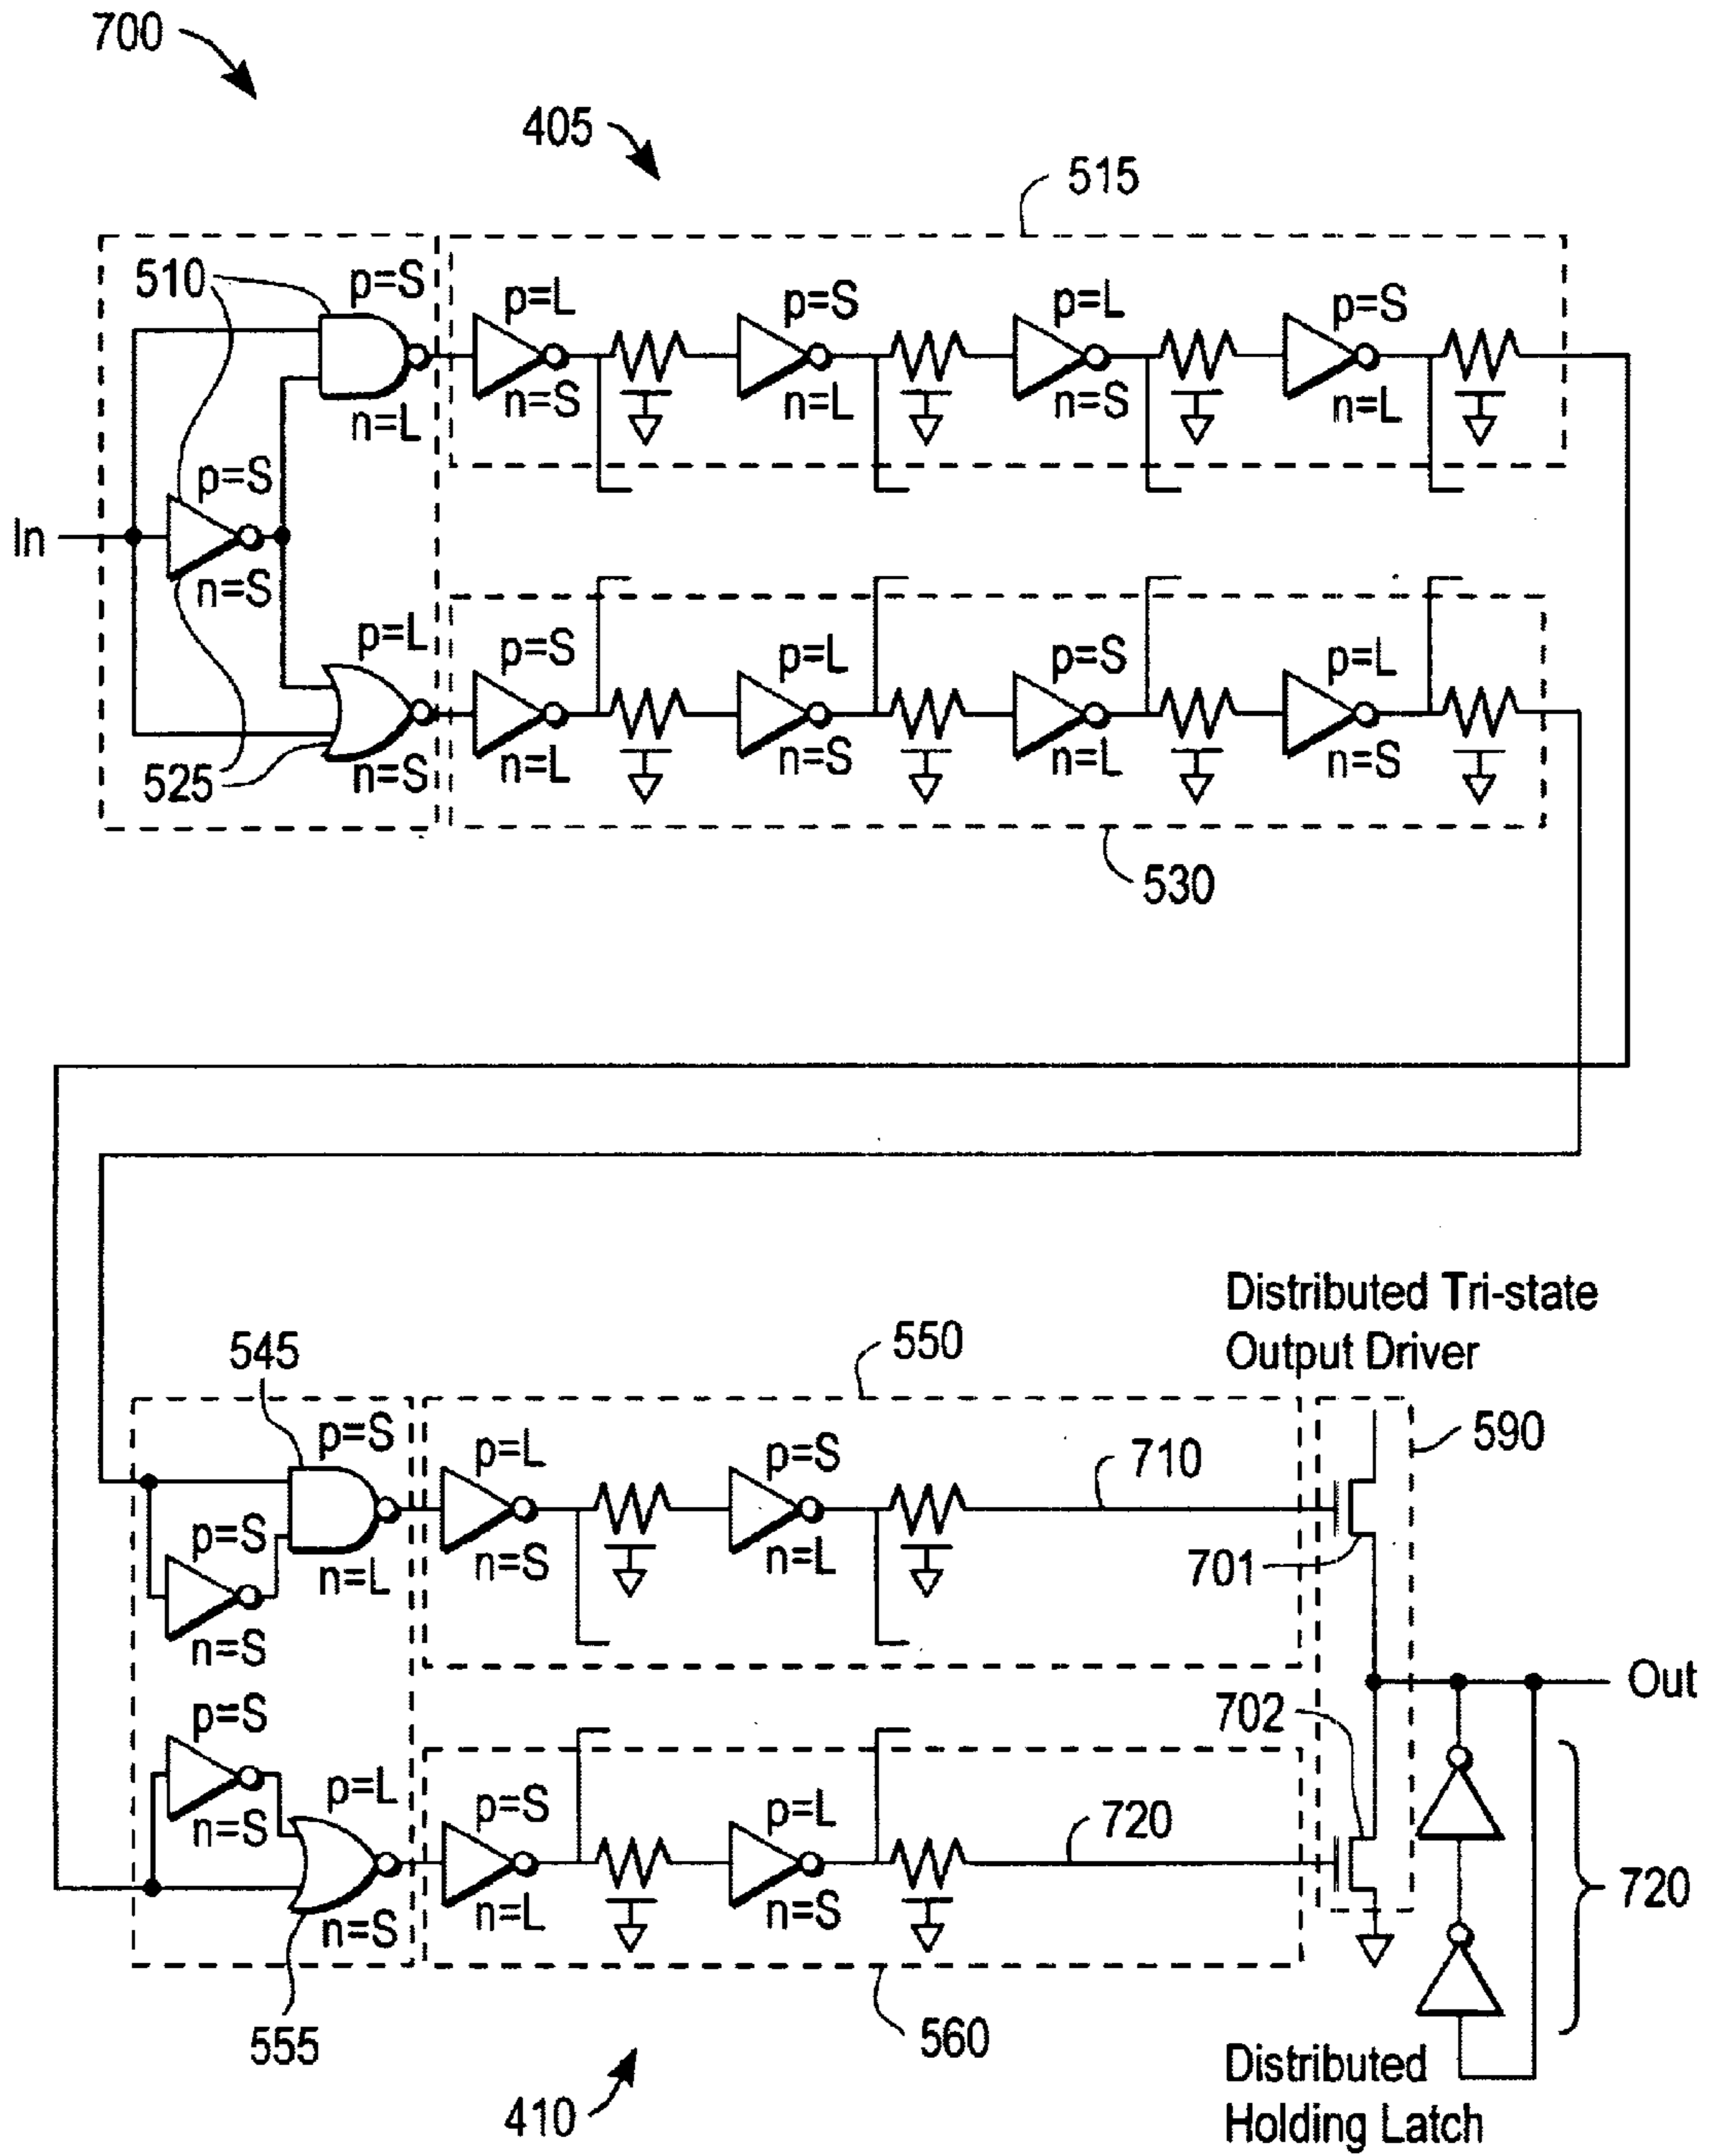 700
405
515
510
p=S
p=L
p=S
p=L
p=S
n=L
n=S
n=L
n=S
n=L
p=S
In
n=S
p=L
p=S
p=L
p=S
p=L
n=S
n=L
n=S
n=L
n=S
525
530
Distributed Tri-state
Output Driver
545
550
590
p=S
p=L
p=S
710
p=S
n=L
n=S
n=L
701
n=S
Out
p=S
702
n=S
p=L
p=S
p=L
720
n=S
n=L
n=S
720
555
560
410
Distributed
Holding Latch